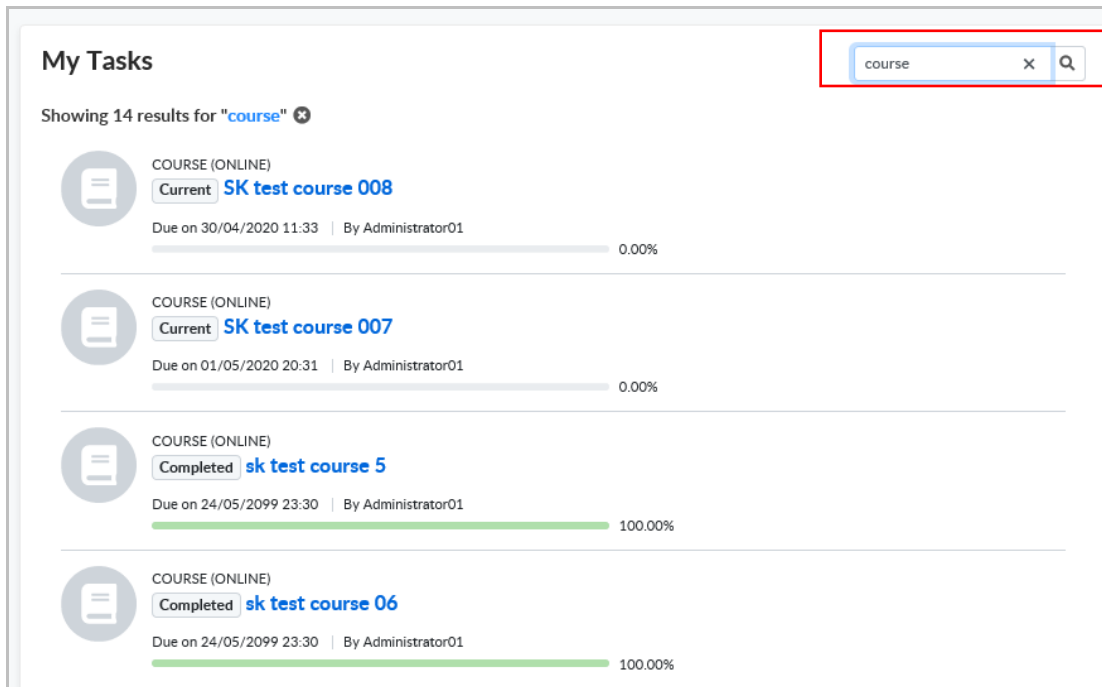 My Tasks
course
Showing 14 results for "course"
COURSE (ONLINE)
Current SK test course 008
Due on 30/04/2020 11:33 | By Administrator01
0.00%
COURSE (ONLINE)
Current SK test course 007
Due on 01/05/2020 20:31 | By Administrator01
0.00%
COURSE (ONLINE)
Completed sk test course 5
Due on 24/05/2099 23:30 | By Administrator01
100.00%
COURSE (ONLINE)
Completed sk test course 06
Due on 24/05/2099 23:30 | By Administrator01
100.00%